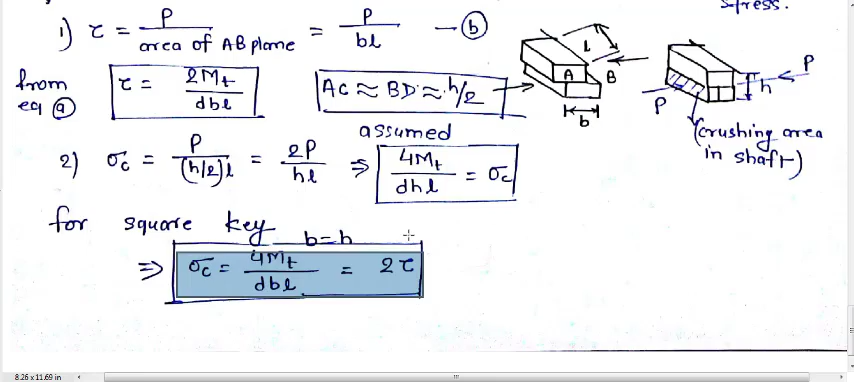 stress.
1) τ = P / area of AB plane = P / bl — (b)
from eq (a) τ = 2Mt / dbl
AC ≈ BD ≈ h/2
assumed
l
A B
b
P
P h
(crushing area
in shaft)
2) σc = P / (h/2)l = 2P / hl ⇒ 4Mt / dhl = σc
for square key
b=h
⇒ σc = 4Mt / dbl = 2τ
8.26 x 11.69 in